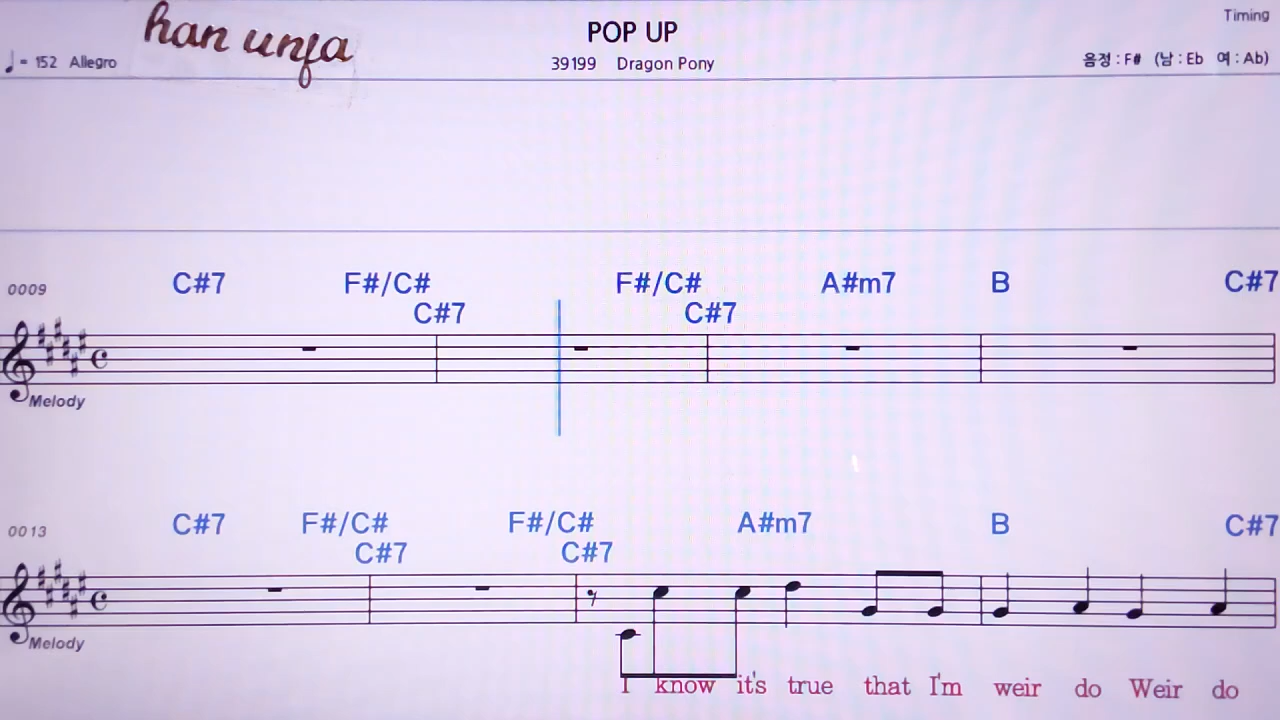 han unfa
POP UP
Timing
♩= 152 Allegro
39199 Dragon Pony
음정 : F# (남 : Eb 여 : Ab)
0009
C#7 F#/C# F#/C# A#m7 B C#7
C#7 C#7
Melody
0013
C#7 F#/C# F#/C# A#m7 B C#7
C#7 C#7
Melody
I know it's true that I'm weir do Weir do